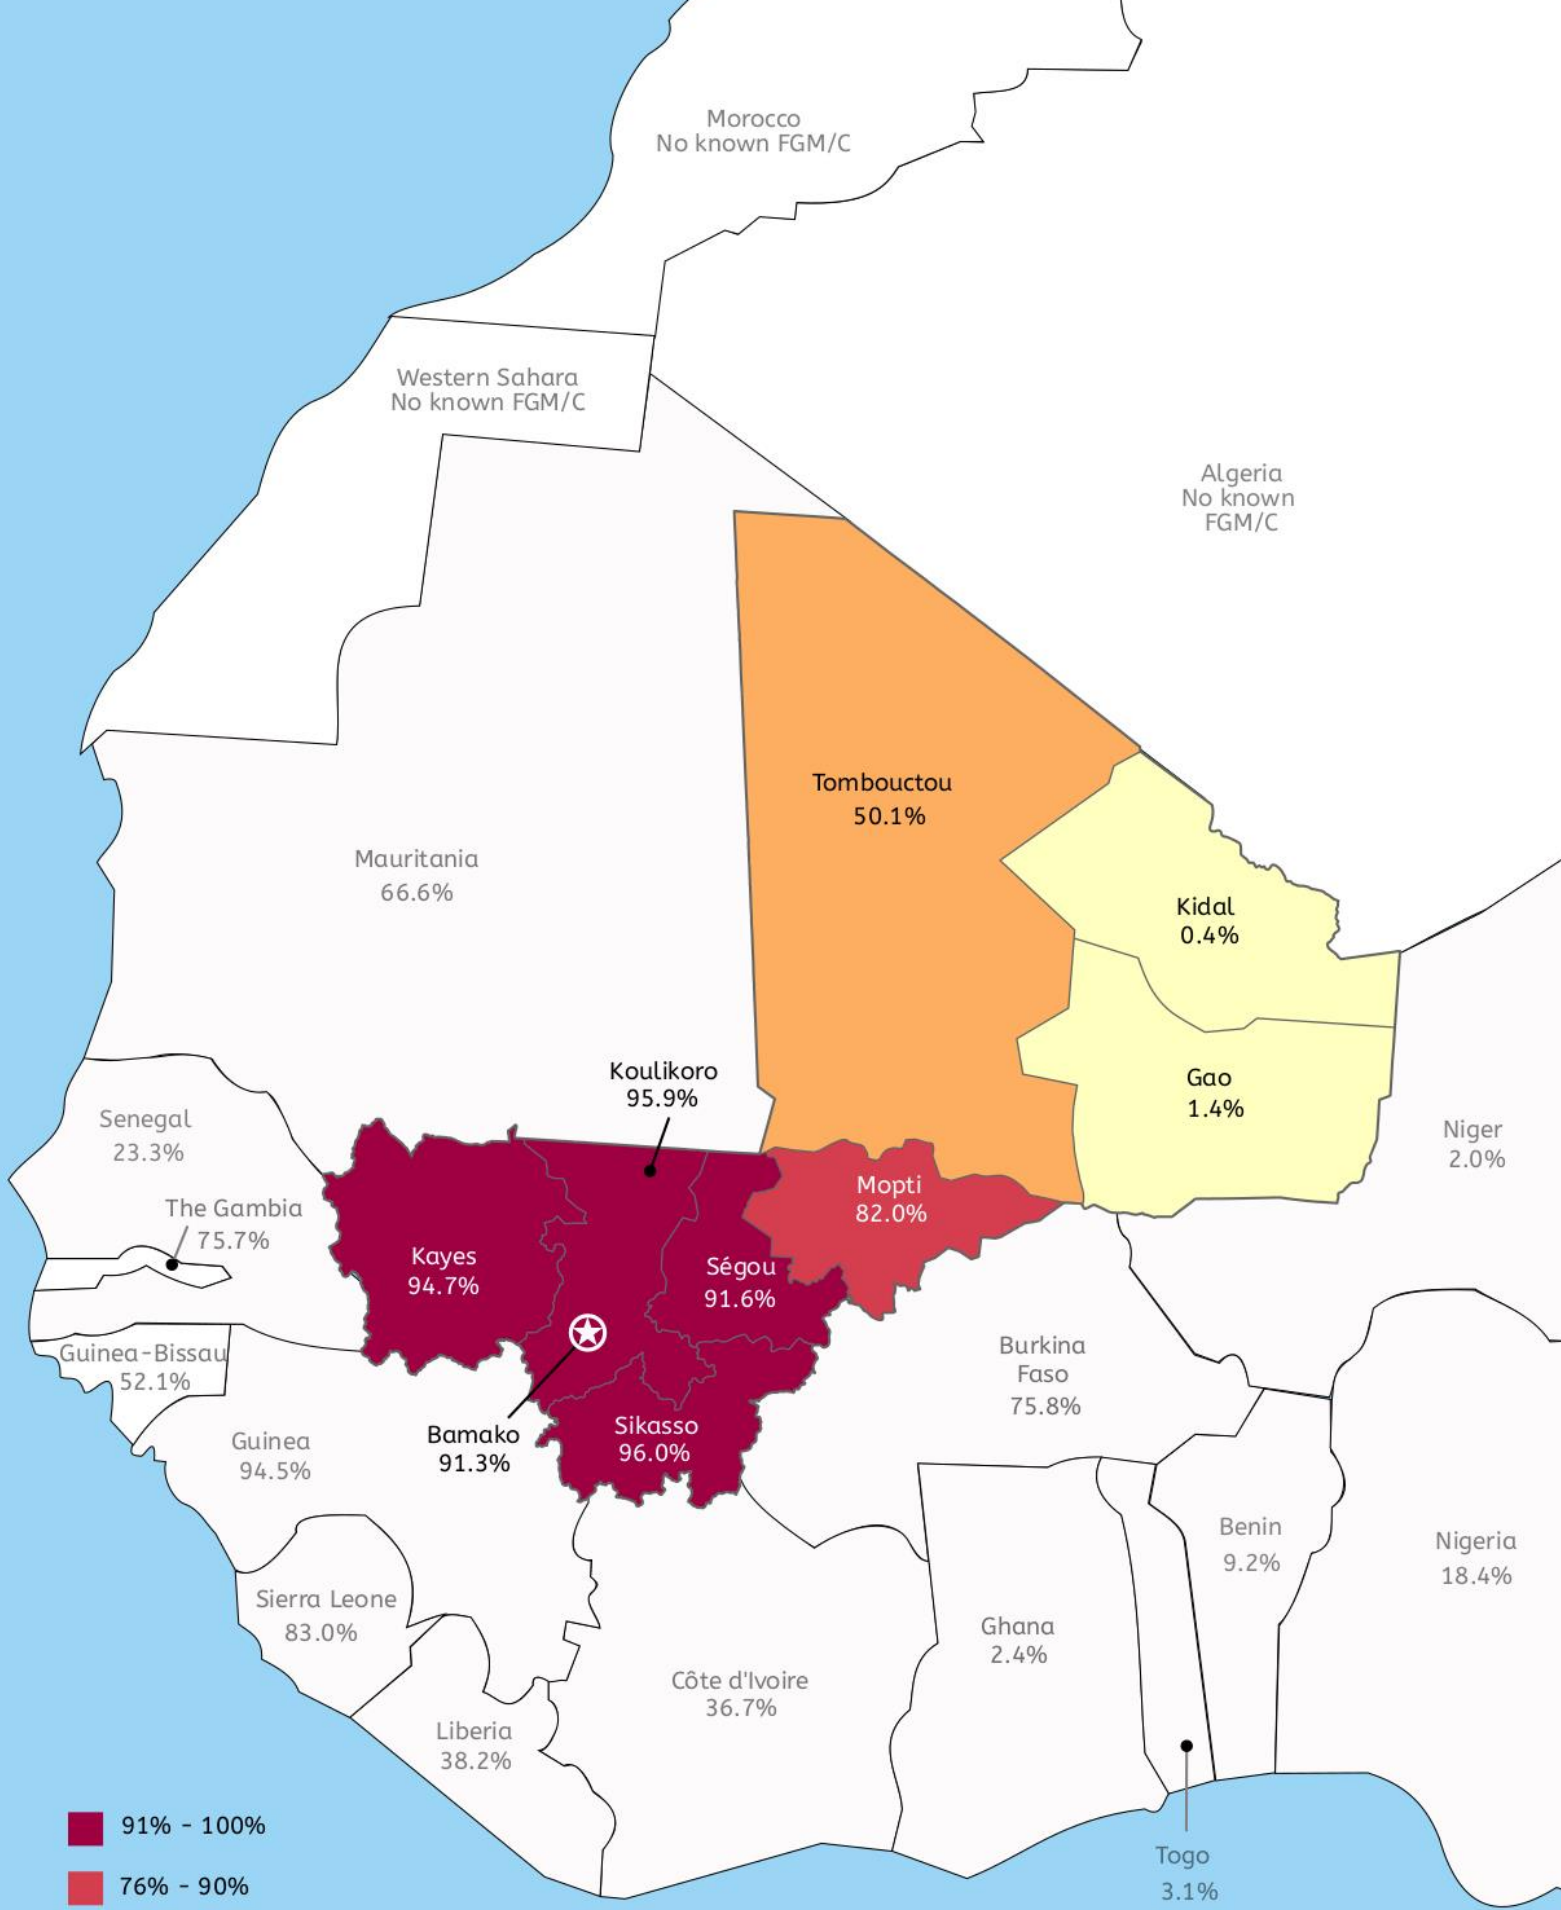 Morocco
No known FGM/C
Western Sahara
No known FGM/C
Algeria
No known
FGM/C
Tombouctou
50.1%
Mauritania
66.6%
Kidal
0.4%
Koulikoro
95.9%
Gao
1.4%
Senegal
23.3%
Niger
2.0%
The Gambia
75.7%
Mopti
82.0%
Kayes
94.7%
Ségou
91.6%
Guinea-Bissau
52.1%
Burkina
Faso
75.8%
Guinea
94.5%
Bamako
91.3%
Sikasso
96.0%
Benin
9.2%
Nigeria
18.4%
Sierra Leone
83.0%
Ghana
2.4%
Côte d'Ivoire
36.7%
Liberia
38.2%
Togo
3.1%
91% - 100%
76% - 90%